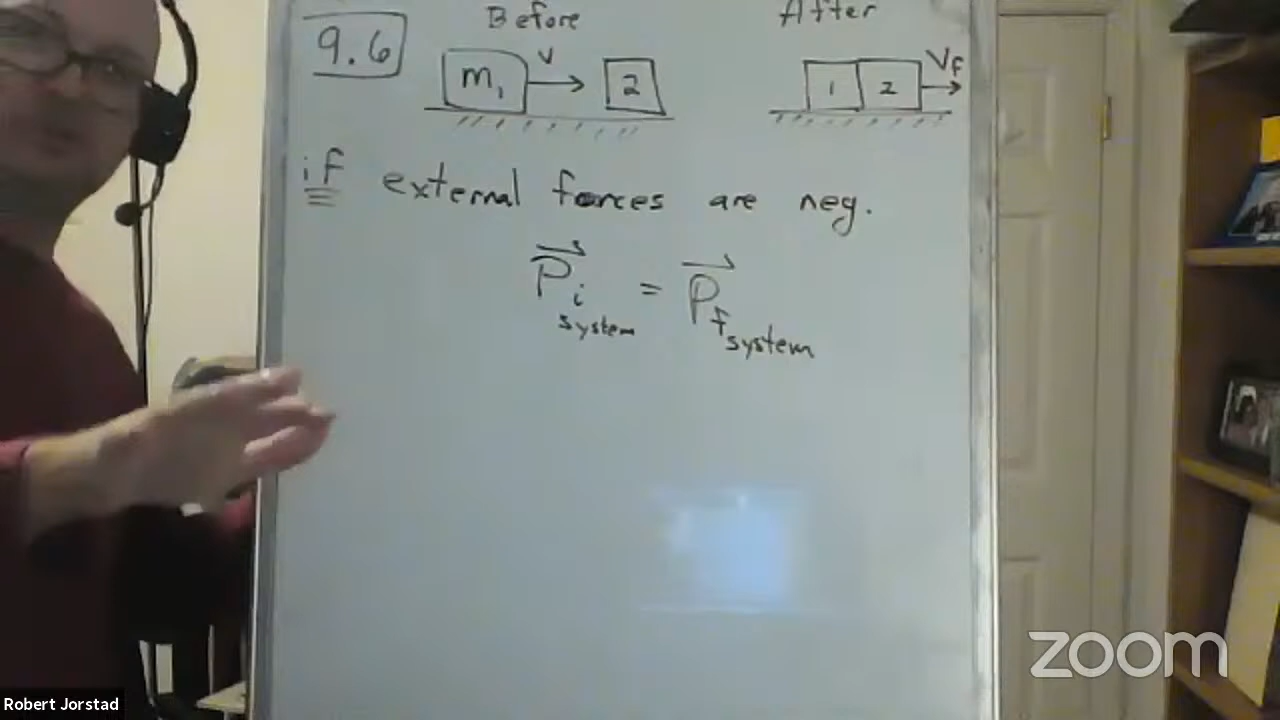 9.6
Before
After
m₁ v 2
1 2 Vf
if external forces are neg.
Pi system = Pf system
zoom
Robert Jorstad